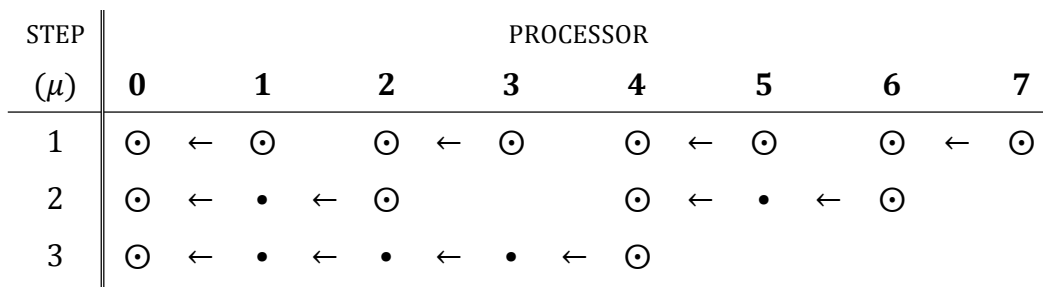 STEP PROCESSOR
(μ) 0 1 2 3 4 5 6 7
1 ⊙ ← ⊙ ⊙ ← ⊙ ⊙ ← ⊙ ⊙ ← ⊙
2 ⊙ ← • ← ⊙ ⊙ ← • ← ⊙
3 ⊙ ← • ← • ← • ← ⊙